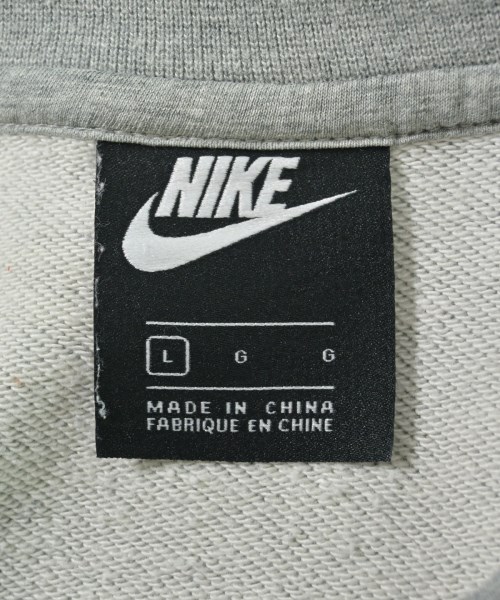 NIKE
L G G
MADE IN CHINA
FABRIQUE EN CHINE